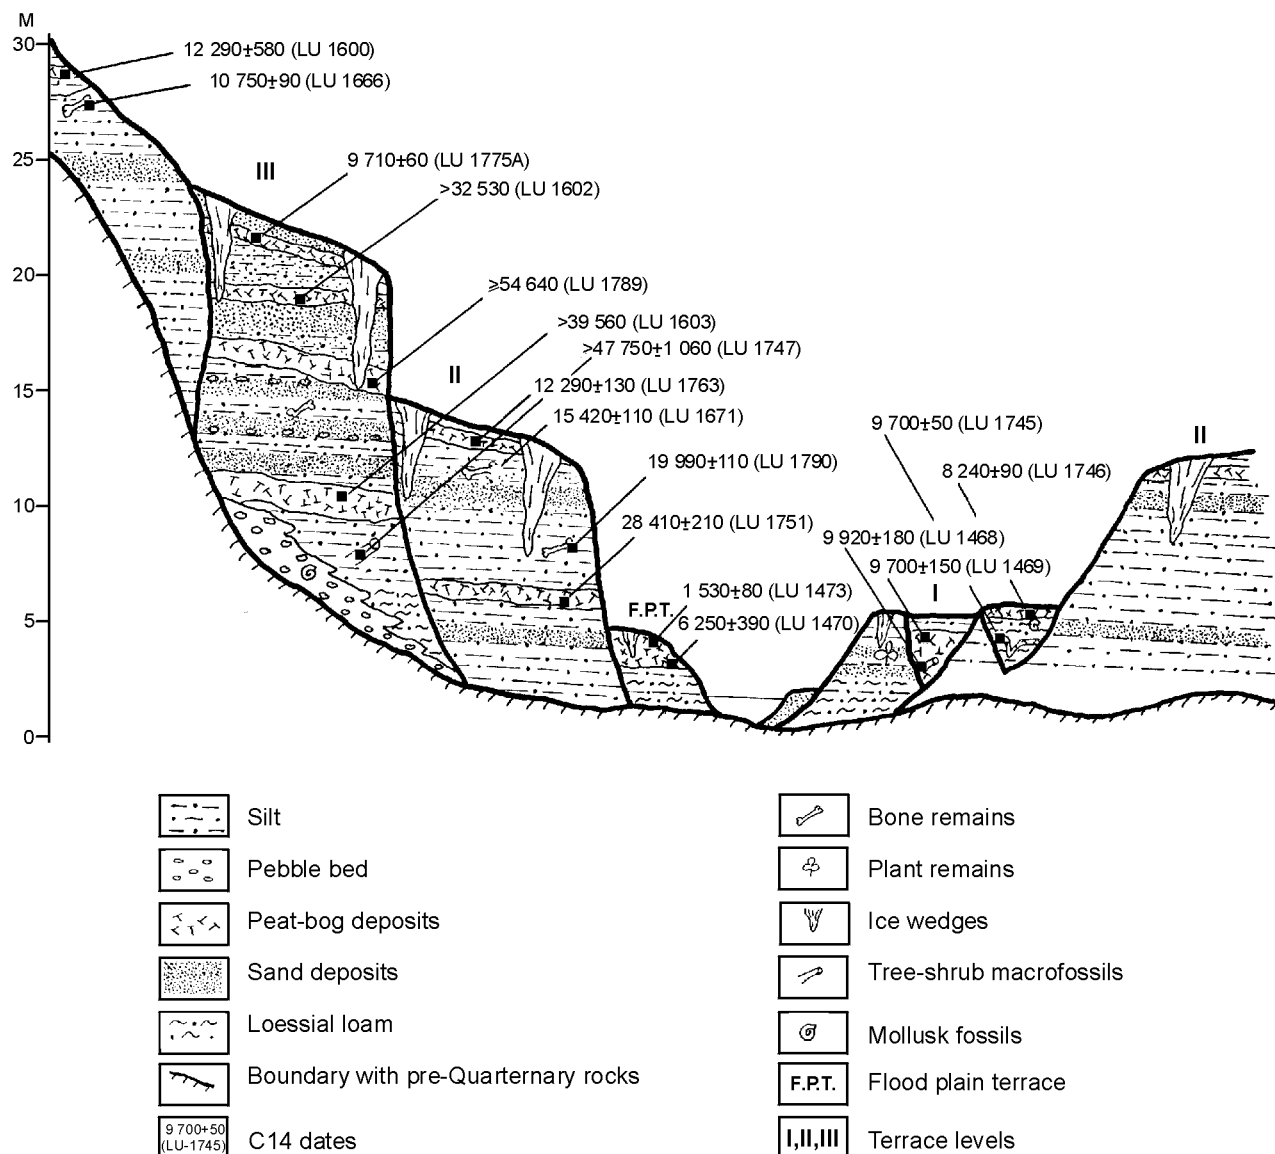 M
30
12 290±580 (LU 1600)
10 750±90 (LU 1666)
25
III
9 710±60 (LU 1775A)
>32 530 (LU 1602)
20
⩾54 640 (LU 1789)
>39 560 (LU 1603)
>47 750±1 060 (LU 1747)
15
II
12 290±130 (LU 1763)
15 420±110 (LU 1671)
9 700±50 (LU 1745)
II
19 990±110 (LU 1790)
8 240±90 (LU 1746)
10
28 410±210 (LU 1751)
9 920±180 (LU 1468)
9 700±150 (LU 1469)
I
5
F.P.T.
1 530±80 (LU 1473)
6 250±390 (LU 1470)
0
Silt
Pebble bed
Peat-bog deposits
Sand deposits
Loessial loam
Boundary with pre-Quarternary rocks
9 700+50
(LU-1745)
C14 dates
Bone remains
Plant remains
Ice wedges
Tree-shrub macrofossils
Mollusk fossils
F.P.T.
Flood plain terrace
I,II,III
Terrace levels